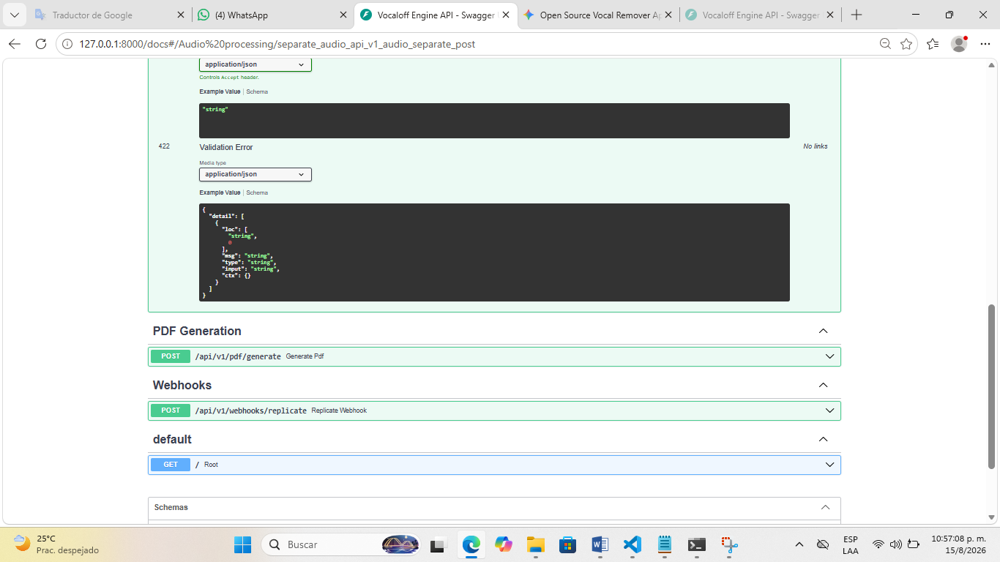 Traductor de Google
(4) WhatsApp
Vocaloff Engine API - Swagger
Open Source Vocal Remover Ap
Vocaloff Engine API - Swagger
127.0.0.1:8000/docs#/Audio%20processing/separate_audio_api_v1_audio_separate_post
application/json
Controls Accept header.
Example Value | Schema
"string"
422
Validation Error
No links
Media type
application/json
Example Value | Schema
{
"detail": [
{
"loc": [
"string",
0
],
"msg": "string",
"type": "string",
"input": "string",
"ctx": {}
}
]
}
PDF Generation
POST /api/v1/pdf/generate Generate Pdf
Webhooks
POST /api/v1/webhooks/replicate Replicate Webhook
default
GET / Root
Schemas
25°C
Prac. despejado
Buscar
ESP
LAA
10:57:08 p. m.
15/8/2026